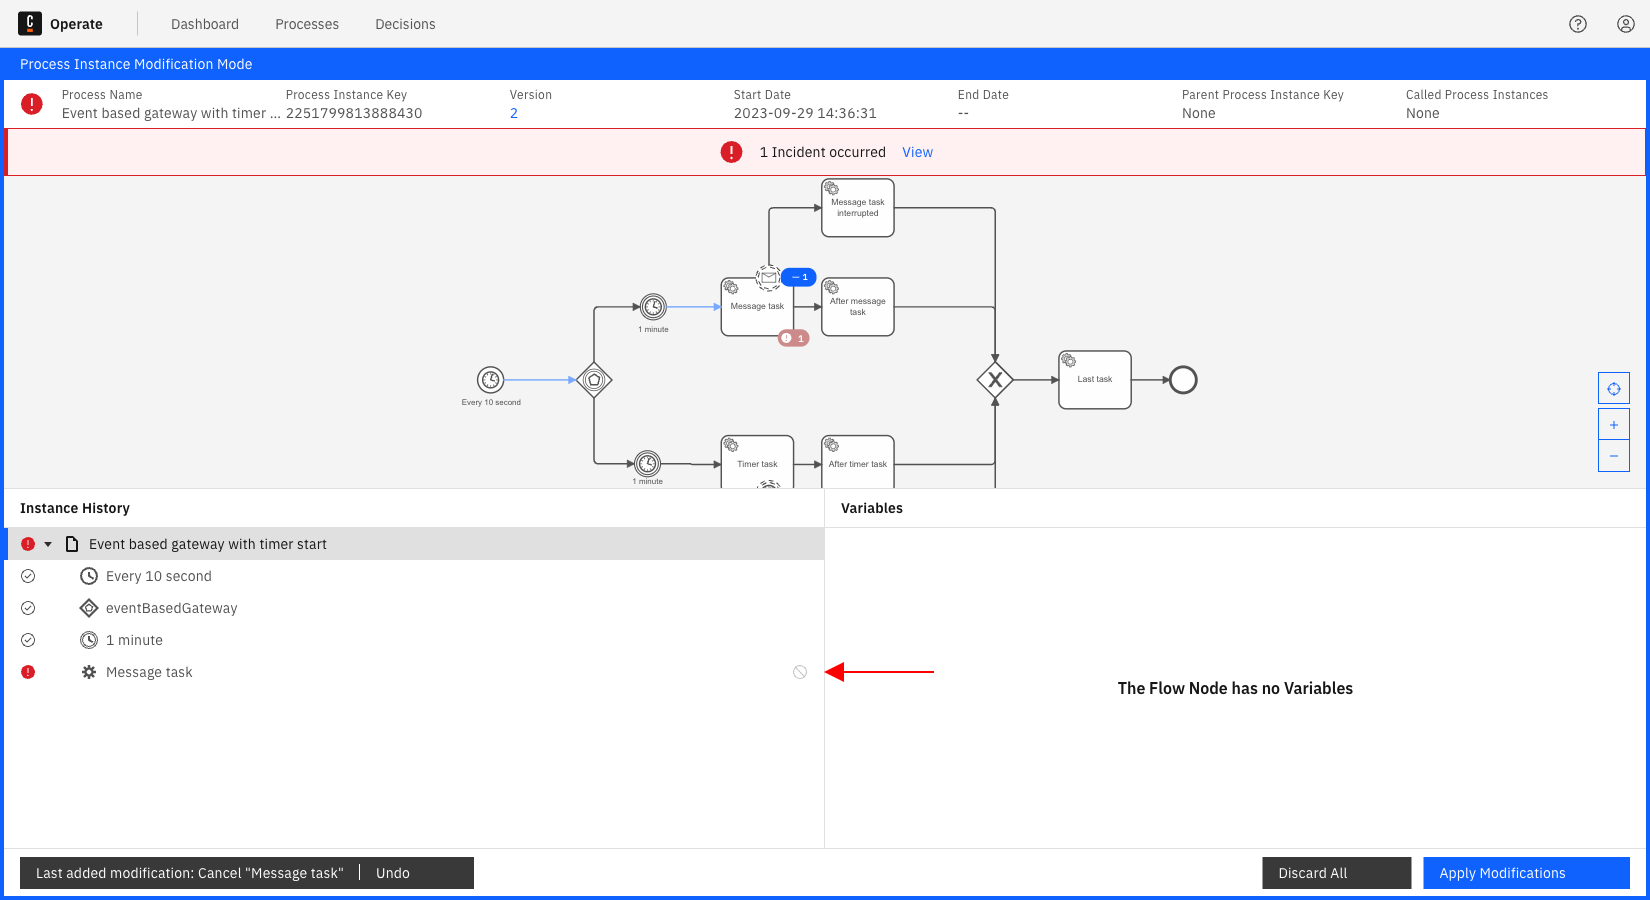 Operate Dashboard Processes Decisions
Process Instance Modification Mode
Process Name Process Instance Key Version Start Date End Date Parent Process Instance Key Called Process Instances
Event based gateway with timer ... 2251799813888430 2 2023-09-29 14:36:31 -- None None
1 Incident occurred View
Message task
interrupted
− 1
Message task
After message
task
1 minute
1
Every 10 second
Last task
Timer task
After timer task
1 minute
Instance History
Variables
Event based gateway with timer start
Every 10 second
eventBasedGateway
1 minute
Message task
The Flow Node has no Variables
Last added modification: Cancel "Message task" Undo
Discard All
Apply Modifications